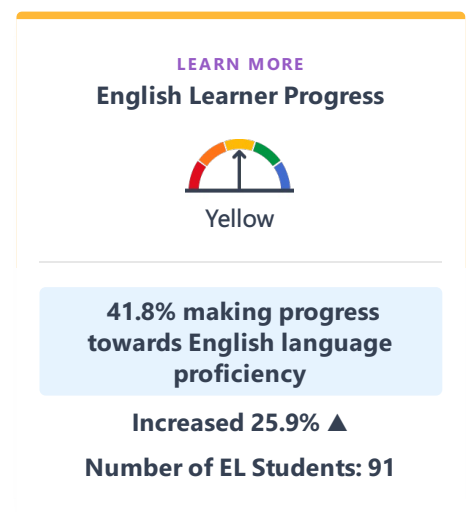 LEARN MORE
English Learner Progress
Yellow
41.8% making progress
towards English language
proficiency
Increased 25.9% ▲
Number of EL Students: 91